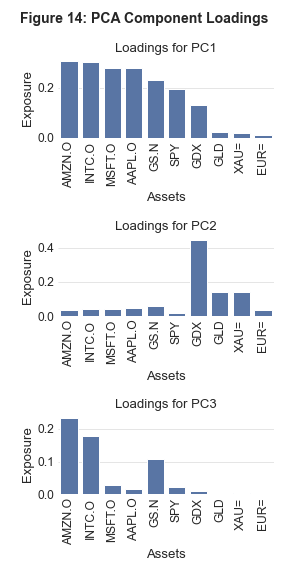 Figure 14: PCA Component Loadings
Loadings for PC1
Exposure
0.2
0.0
AMZN.O INTC.O MSFT.O AAPL.O GS.N SPY GDX GLD XAU= EUR=
Assets
Loadings for PC2
Exposure
0.4
0.2
0.0
AMZN.O INTC.O MSFT.O AAPL.O GS.N SPY GDX GLD XAU= EUR=
Assets
Loadings for PC3
Exposure
0.2
0.1
0.0
AMZN.O INTC.O MSFT.O AAPL.O GS.N SPY GDX GLD XAU= EUR=
Assets